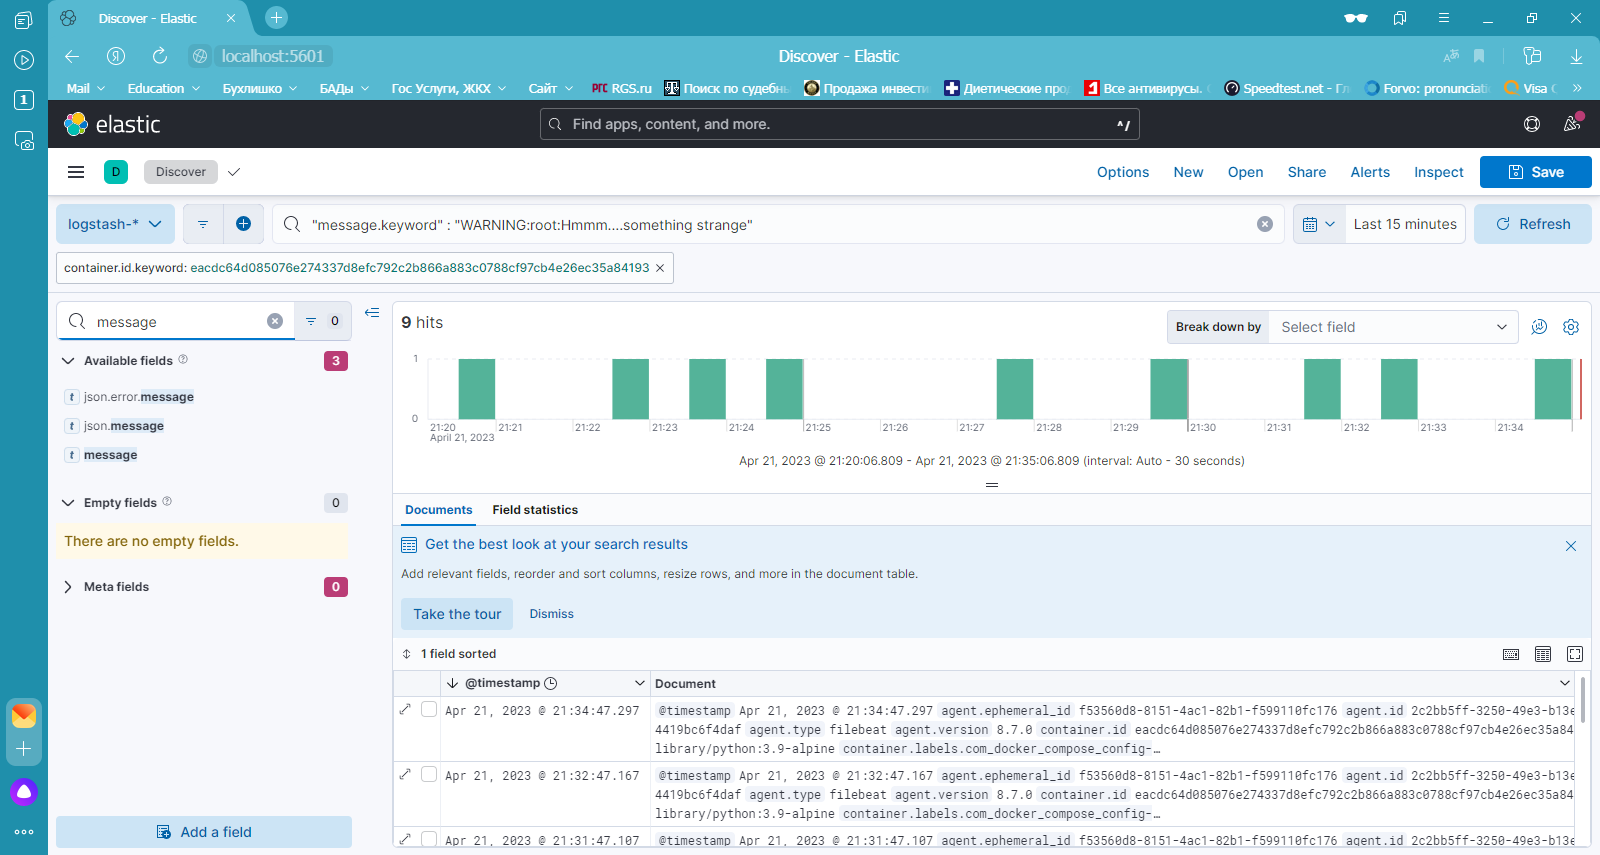 Discover - Elastic
1
localhost:5601
Discover - Elastic
Mail
Education
Бухлишко
БАДы
Гос Услуги, ЖКХ
Сайт
РГС RGS.ru
Поиск по судебн
Продажа инвести
Диетические про
Все антивирусы.
Speedtest.net - Гл
Forvo: pronunciati
Visa
elastic
Find apps, content, and more.
^/
D
Discover
Options
New
Open
Share
Alerts
Inspect
Save
logstash-*
"message.keyword" : "WARNING:root:Hmmm....something strange"
Last 15 minutes
Refresh
container.id.keyword: eacdc64d085076e274337d8efc792c2b866a883c0788cf97cb4e26ec35a84193
message
0
Available fields
3
t json.error.message
t json.message
t message
Empty fields
0
There are no empty fields.
Meta fields
0
Add a field
9 hits
Break down by
Select field
1
0
21:20
21:21
21:22
21:23
21:24
21:25
21:26
21:27
21:28
21:29
21:30
21:31
21:32
21:33
21:34
April 21, 2023
Apr 21, 2023 @ 21:20:06.809 - Apr 21, 2023 @ 21:35:06.809 (interval: Auto - 30 seconds)
Documents
Field statistics
Get the best look at your search results
Add relevant fields, reorder and sort columns, resize rows, and more in the document table.
Take the tour
Dismiss
1 field sorted
@timestamp
Document
Apr 21, 2023 @ 21:34:47.297
@timestamp Apr 21, 2023 @ 21:34:47.297 agent.ephemeral_id f53560d8-8151-4ac1-82b1-f599110fc176 agent.id 2c2bb5ff-3250-49e3-b13e
4419bc6f4daf agent.type filebeat agent.version 8.7.0 container.id eacdc64d085076e274337d8efc792c2b866a883c0788cf97cb4e26ec35a84
library/python:3.9-alpine container.labels.com_docker_compose_config-…
Apr 21, 2023 @ 21:32:47.167
@timestamp Apr 21, 2023 @ 21:32:47.167 agent.ephemeral_id f53560d8-8151-4ac1-82b1-f599110fc176 agent.id 2c2bb5ff-3250-49e3-b13e
4419bc6f4daf agent.type filebeat agent.version 8.7.0 container.id eacdc64d085076e274337d8efc792c2b866a883c0788cf97cb4e26ec35a84
library/python:3.9-alpine container.labels.com_docker_compose_config-…
Apr 21, 2023 @ 21:31:47.107
@timestamp Apr 21, 2023 @ 21:31:47.107 agent.ephemeral_id f53560d8-8151-4ac1-82b1-f599110fc176 agent.id 2c2bb5ff-3250-49e3-b13e